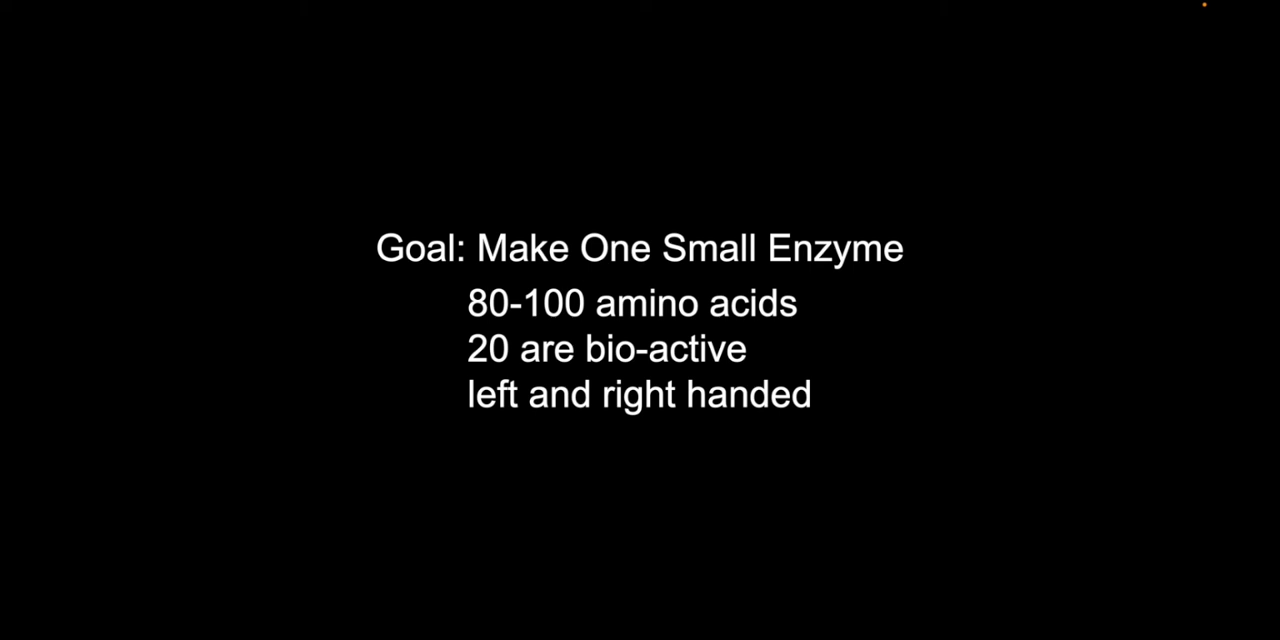 Goal: Make One Small Enzyme
80-100 amino acids
20 are bio-active
left and right handed